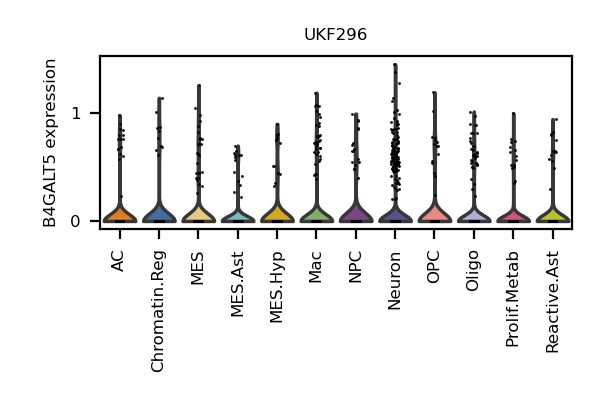 UKF296
B4GALT5 expression
1
0
AC
Chromatin.Reg
MES
MES.Ast
MES.Hyp
Mac
NPC
Neuron
OPC
Oligo
Prolif.Metab
Reactive.Ast